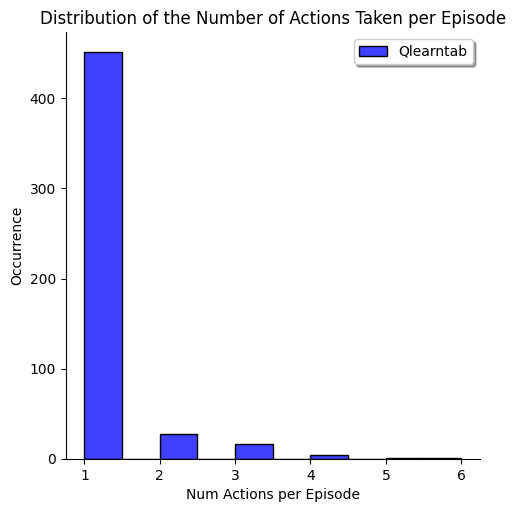 Distribution of the Number of Actions Taken per Episode
Qlearntab
400
300
200
100
0
Occurrence
1 2 3 4 5 6
Num Actions per Episode